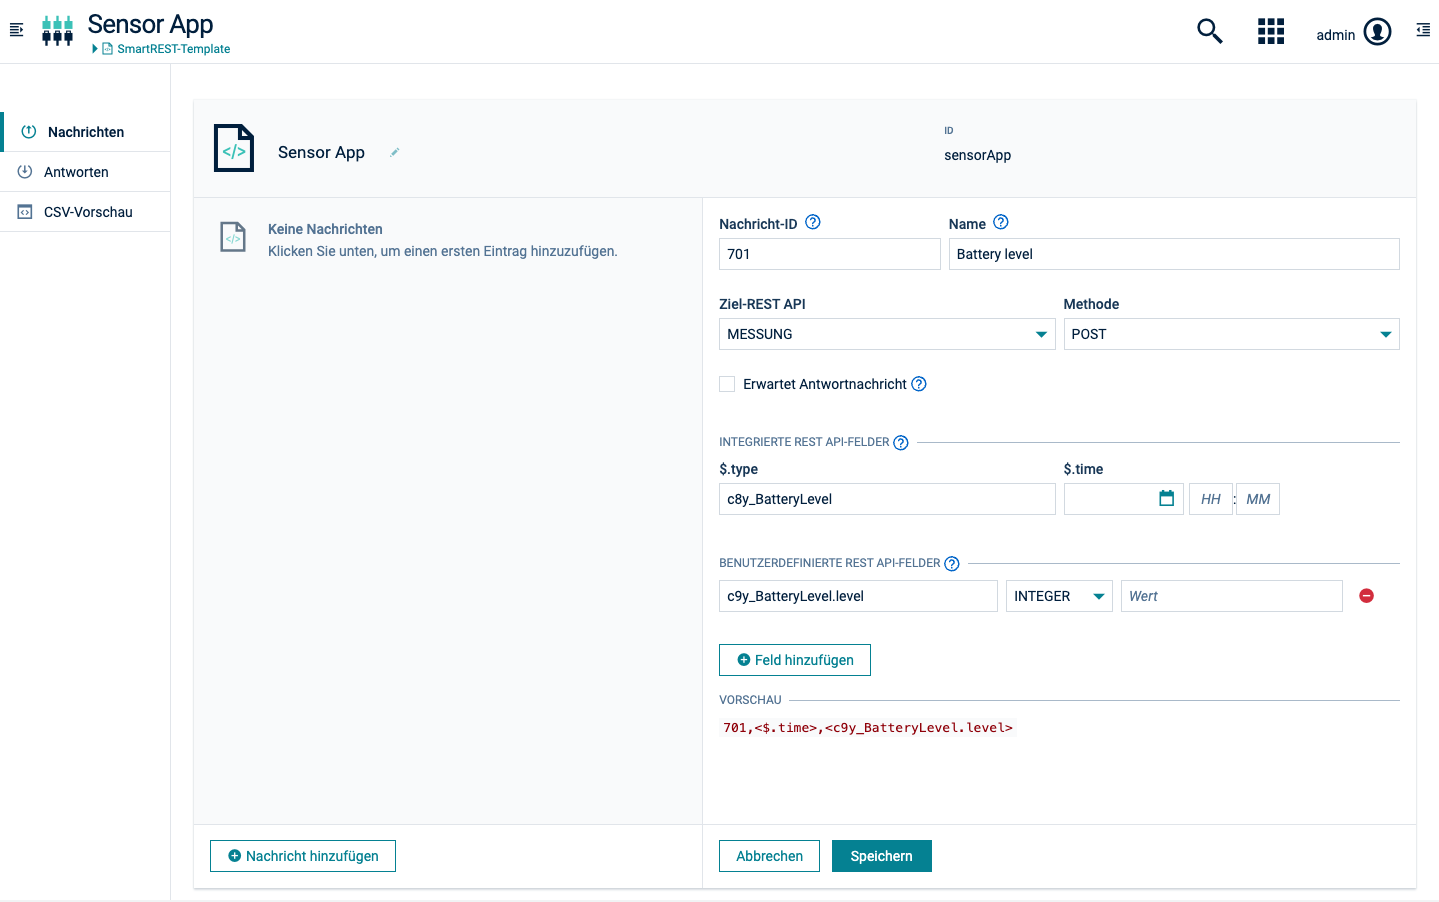 Sensor App
SmartREST-Template
admin
Nachrichten
Antworten
CSV-Vorschau
Sensor App
ID
sensorApp
Keine Nachrichten
Klicken Sie unten, um einen ersten Eintrag hinzuzufügen.
Nachricht-ID
Name
701
Battery level
Ziel-REST API
Methode
MESSUNG
POST
Erwartet Antwortnachricht
INTEGRIERTE REST API-FELDER
$.type
$.time
c8y_BatteryLevel
HH : MM
BENUTZERDEFINIERTE REST API-FELDER
c9y_BatteryLevel.level
INTEGER
Wert
Feld hinzufügen
VORSCHAU
701,<$.time>,<c9y_BatteryLevel.level>
Nachricht hinzufügen
Abbrechen
Speichern